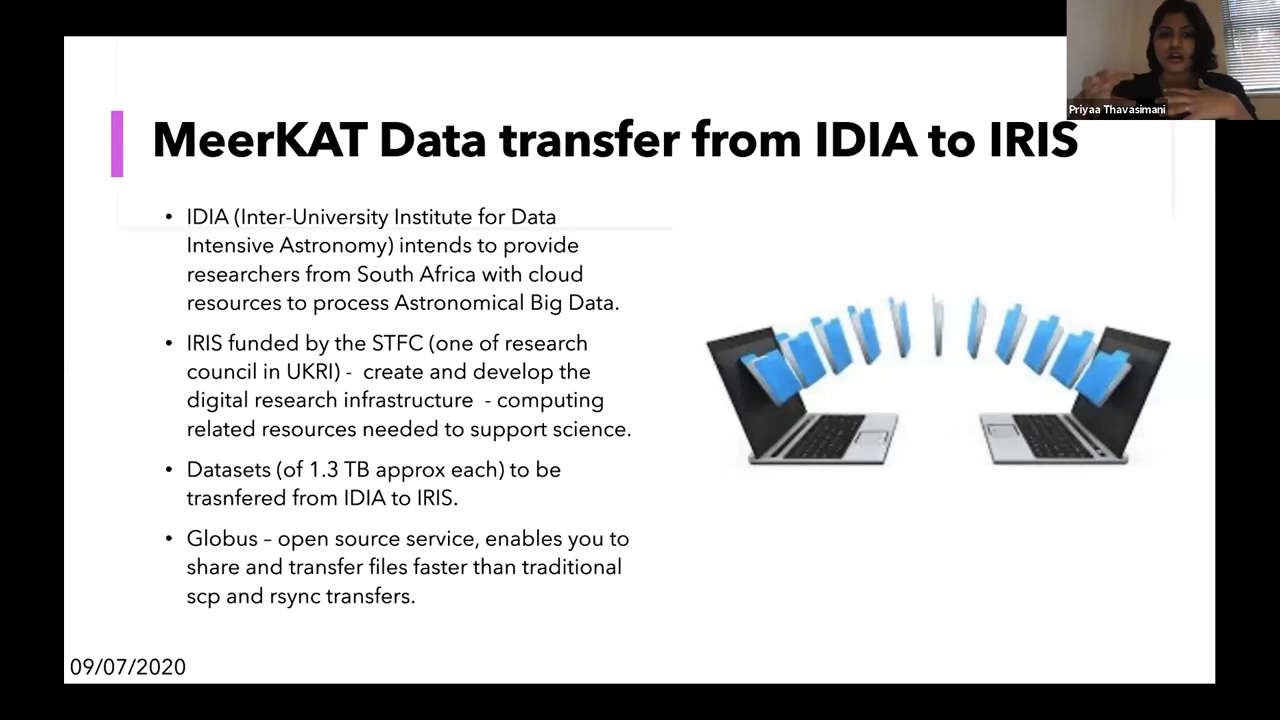 Priyaa Thavasimani
MeerKAT Data transfer from IDIA to IRIS
• IDIA (Inter-University Institute for Data
Intensive Astronomy) intends to provide
researchers from South Africa with cloud
resources to process Astronomical Big Data.
• IRIS funded by the STFC (one of research
council in UKRI) -  create and develop the
digital research infrastructure  - computing
related resources needed to support science.
• Datasets (of 1.3 TB approx each) to be
trasnfered from IDIA to IRIS.
• Globus – open source service, enables you to
share and transfer files faster than traditional
scp and rsync transfers.
09/07/2020